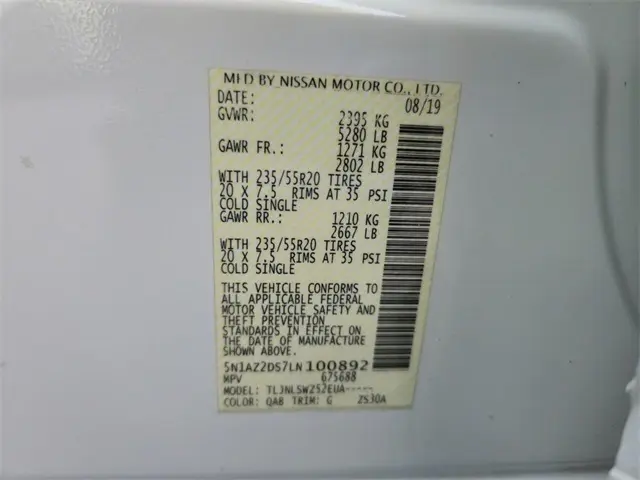 MFD BY NISSAN MOTOR CO., LTD.
DATE: 08/19
GVWR: 2395 KG
5280 LB
GAWR FR.: 1271 KG
2802 LB
WITH 235/55R20 TIRES
20 X 7.5 RIMS AT 35 PSI
COLD SINGLE
GAWR RR.: 1210 KG
2667 LB
WITH 235/55R20 TIRES
20 X 7.5 RIMS AT 35 PSI
COLD SINGLE
THIS VEHICLE CONFORMS TO
ALL APPLICABLE FEDERAL
MOTOR VEHICLE SAFETY AND
THEFT PREVENTION
STANDARDS IN EFFECT ON
THE DATE OF MANUFACTURE
SHOWN ABOVE.
5N1AZ2DS7LN100892
MPV 675688
MODEL: TLJNLSWZ52EUA-----
COLOR: QAB TRIM: G ZS30A